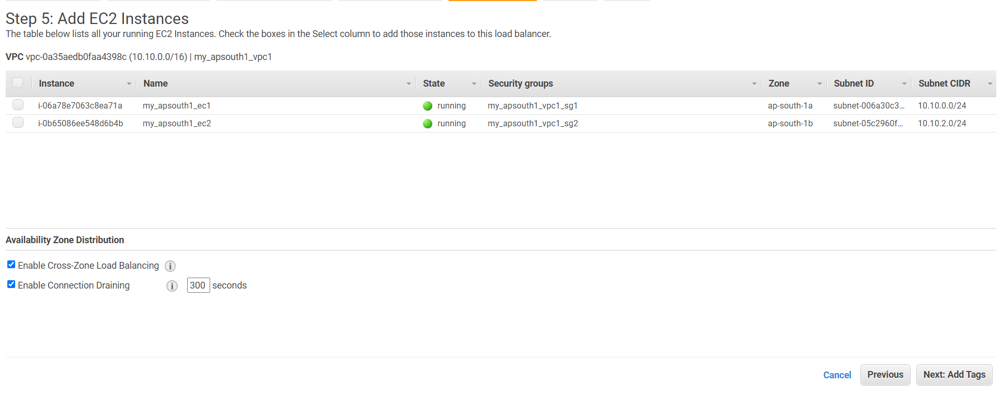 Step 5: Add EC2 Instances
The table below lists all your running EC2 Instances. Check the boxes in the Select column to add those instances to this load balancer.
VPC vpc-0a35aedb0faa4398c (10.10.0.0/16) | my_apsouth1_vpc1
Instance Name State Security groups Zone Subnet ID Subnet CIDR
i-06a78e7063c8ea71a my_apsouth1_ec1 running my_apsouth1_vpc1_sg1 ap-south-1a subnet-006a30c3... 10.10.0.0/24
i-0b65086ee548d6b4b my_apsouth1_ec2 running my_apsouth1_vpc1_sg2 ap-south-1b subnet-05c2960f... 10.10.2.0/24
Availability Zone Distribution
Enable Cross-Zone Load Balancing i
Enable Connection Draining i 300 seconds
Cancel Previous Next: Add Tags